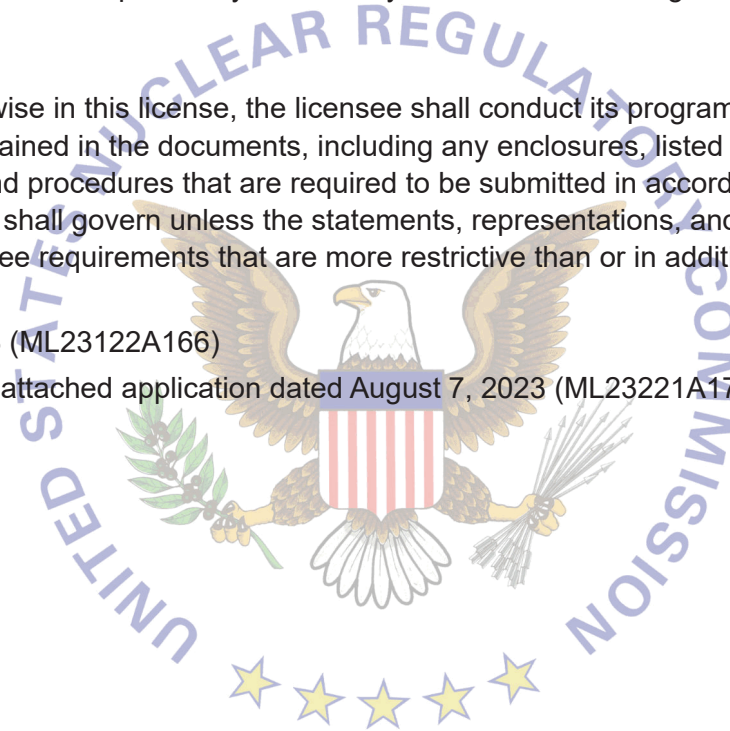 UNITED STATES NUCLEAR REGULATORY COMMISSION
wise in this license, the licensee shall conduct its program
ained in the documents, including any enclosures, listed
nd procedures that are required to be submitted in accord
shall govern unless the statements, representations, and
ee requirements that are more restrictive than or in addit
(ML23122A166)
attached application dated August 7, 2023 (ML23221A17